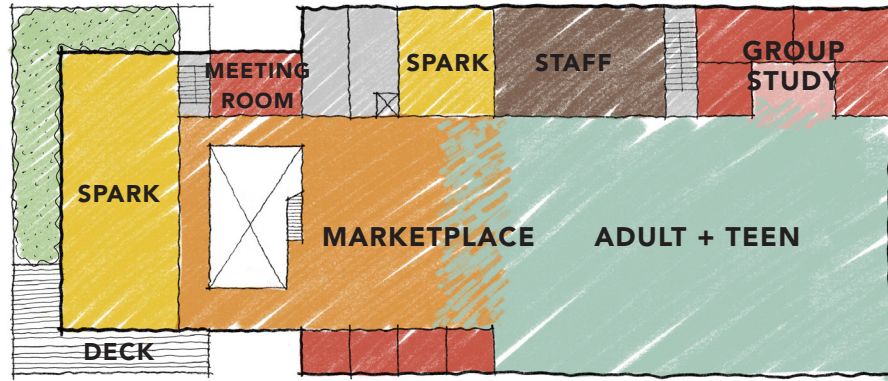 MEETING
ROOM
SPARK
STAFF
GROUP
STUDY
SPARK
MARKETPLACE
ADULT + TEEN
DECK